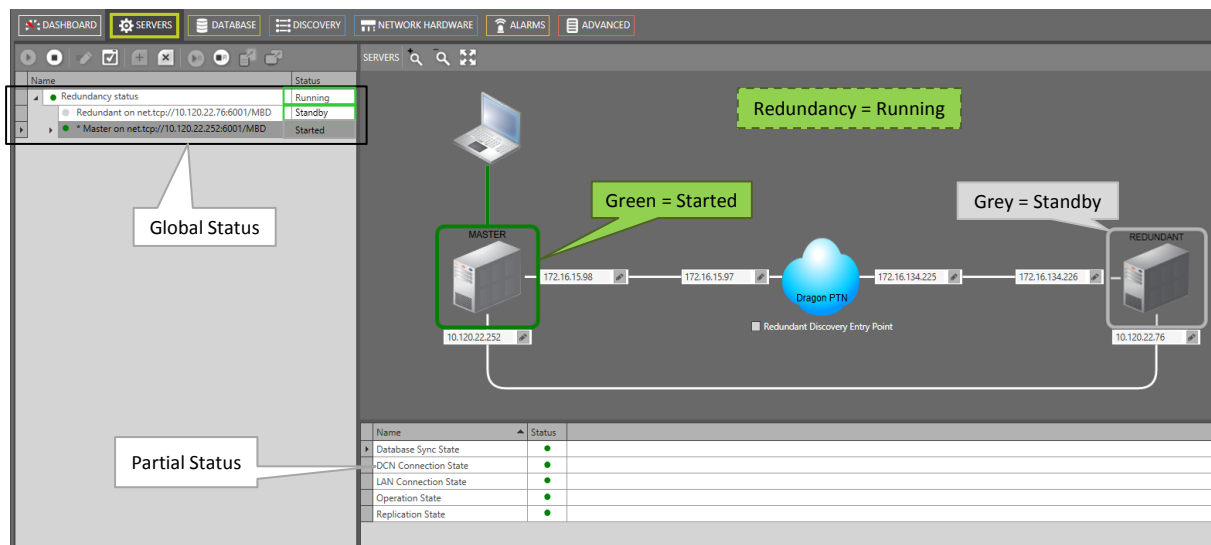 DASHBOARD SERVERS DATABASE DISCOVERY NETWORK HARDWARE ALARMS ADVANCED
SERVERS
Name Status
Redundancy status Running
Redundant on net.tcp://10.120.22.76:6001/MBD Standby
* Master on net.tcp://10.120.22.252:6001/MBD Started
Redundancy = Running
Green = Started
Grey = Standby
Global Status
MASTER
REDUNDANT
172.16.15.98
172.16.15.97
172.16.134.225
172.16.134.226
Dragon PTN
Redundant Discovery Entry Point
10.120.22.252
10.120.22.76
Partial Status
Name Status
Database Sync State
DCN Connection State
LAN Connection State
Operation State
Replication State